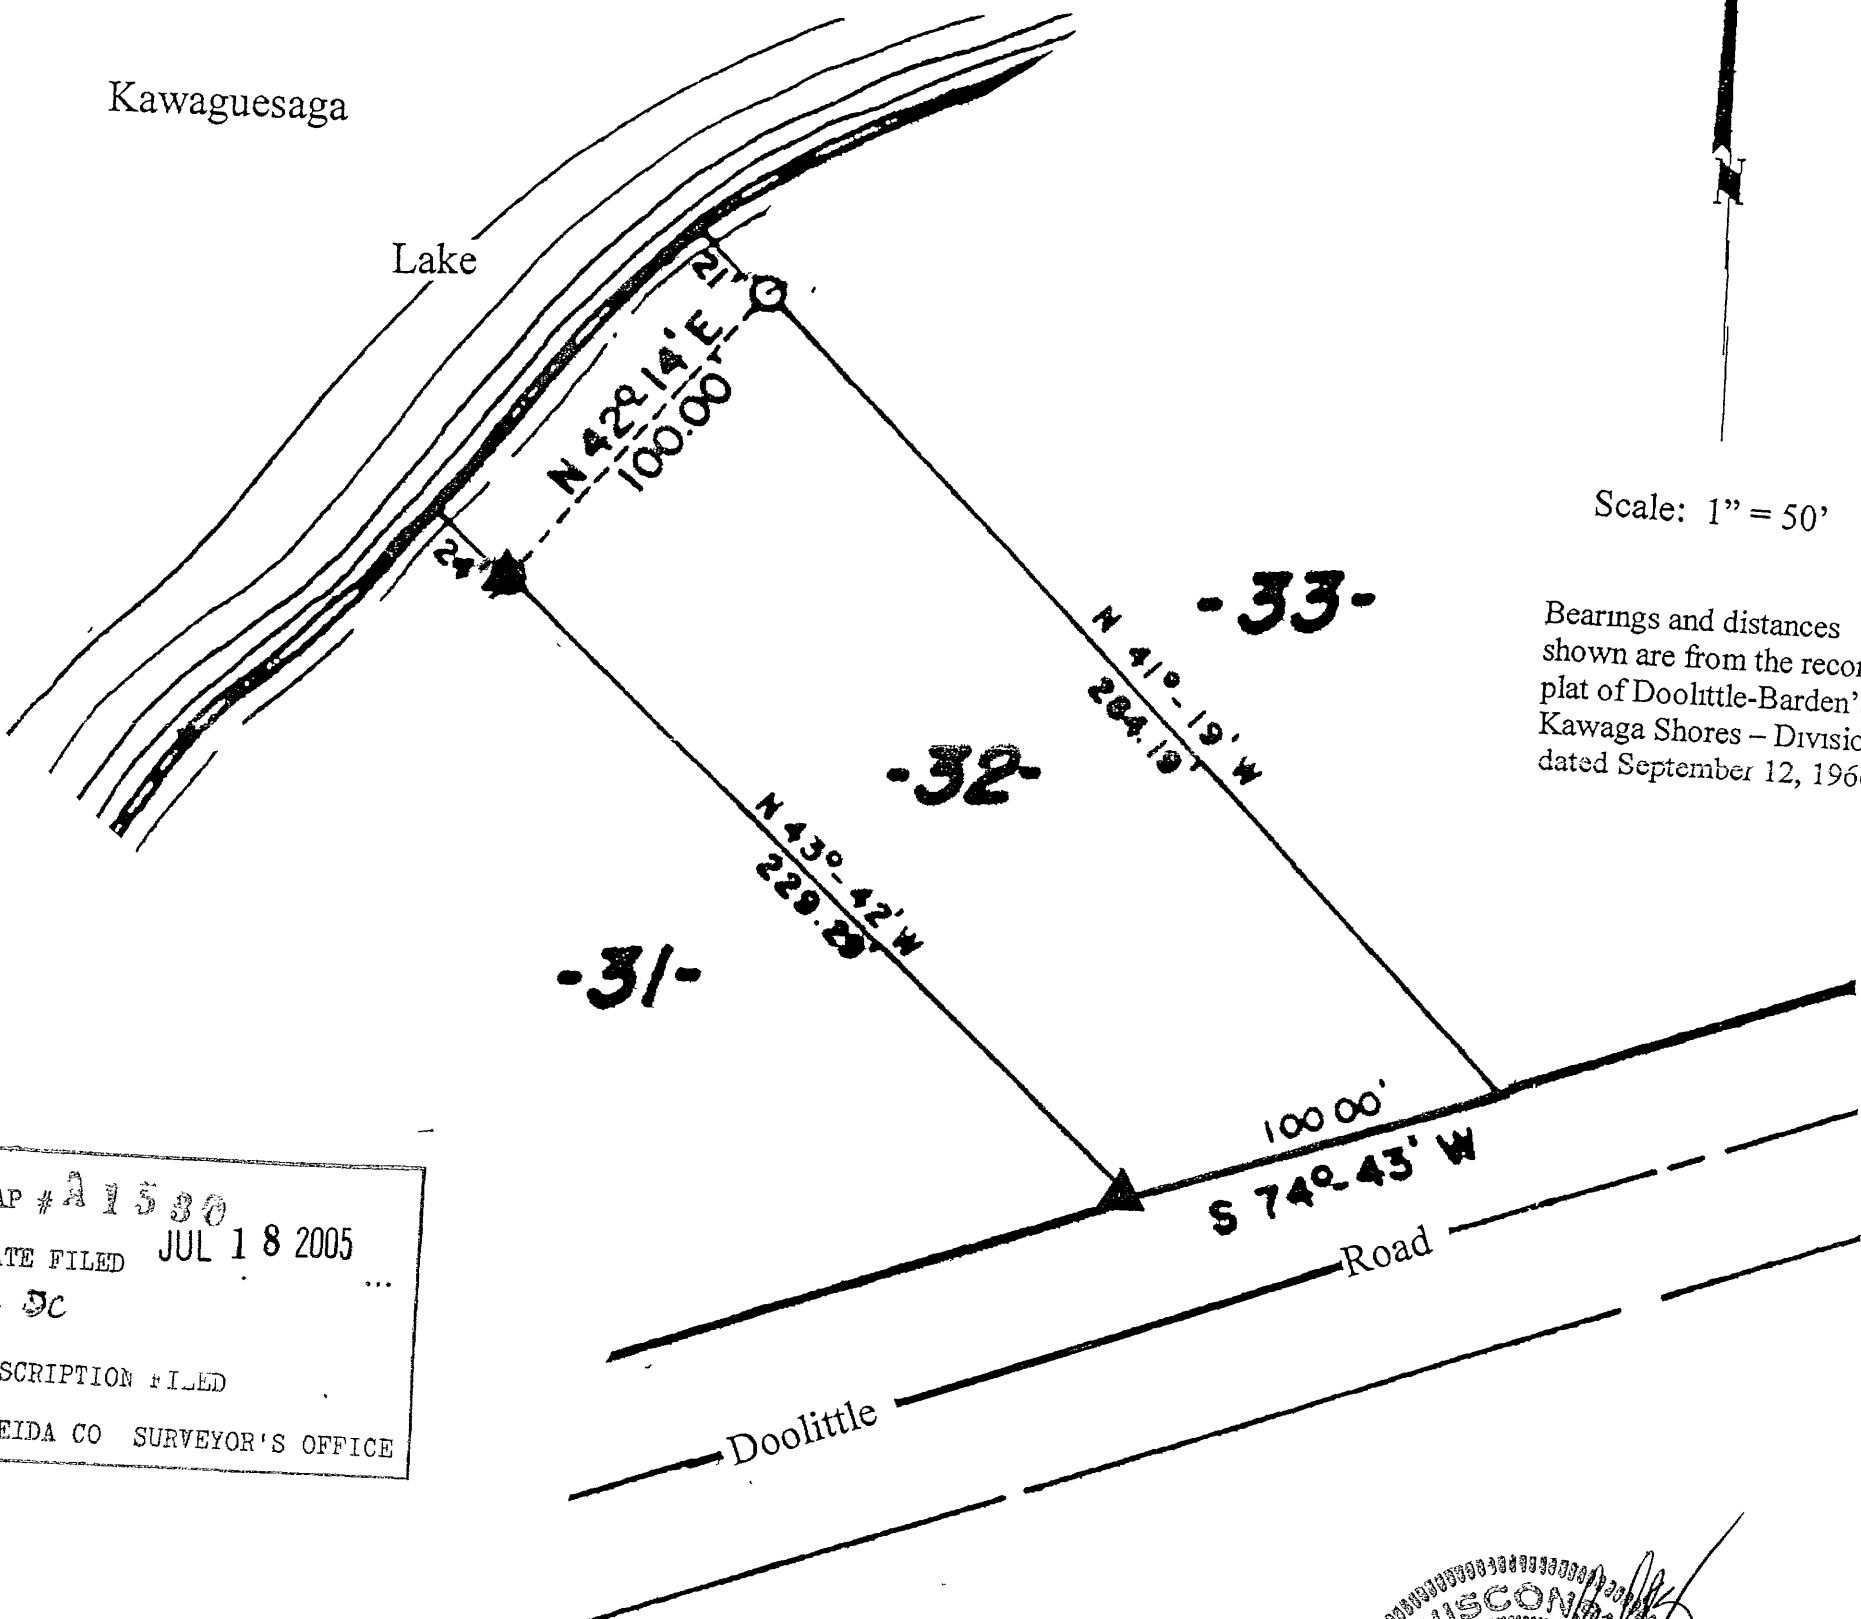 Kawaguesaga
Lake
N
21'
N 42° 14' E
100.00'
24'
Scale: 1” = 50’
-33-
N 41°-19' W
284.19'
Bearings and distances
shown are from the recor
plat of Doolittle-Barden’
Kawaga Shores – Divisio
dated September 12, 196
-32-
N 43°-42' W
-31-
100 00'
S 74°-43' W
Doolittle Road
AP # A1530
ATE FILED JUL 18 2005
DC
SCRIPTION FILED
EIDA CO SURVEYOR'S OFFICE
ISCON